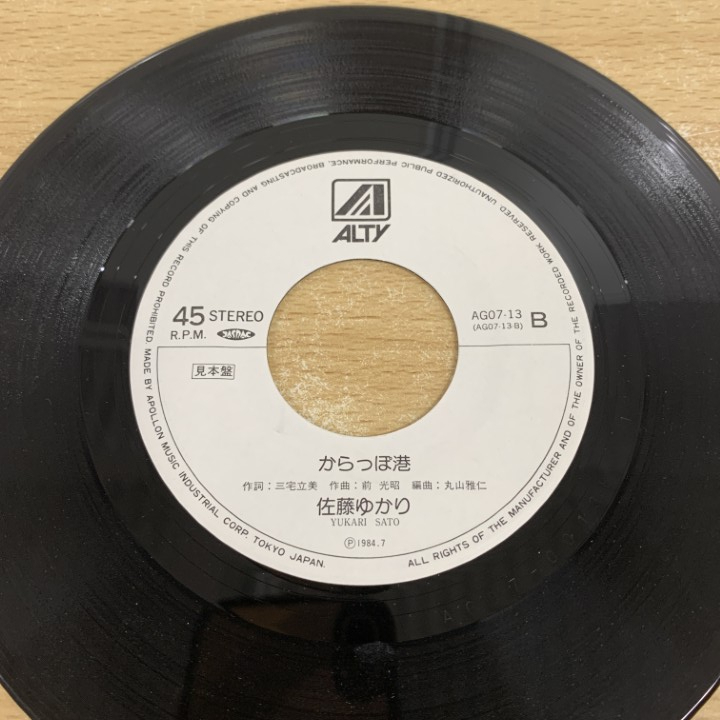 ALTY
45 STEREO
R.P.M. JASRAC
AG07-13 B
(AG07-13-B)
見本盤
からっぽ港
作詞：三宅立美 作曲：前 光昭 編曲：丸山雅仁
佐藤ゆかり
YUKARI SATO
Ⓟ1984.7
ALL RIGHTS OF THE MANUFACTURER AND OF THE OWNER OF THE RECORDED WORK RESERVED. UNAUTHORIZED PUBLIC PERFORMANCE, BROADCASTING AND COPYING OF THIS RECORD PROHIBITED. MADE BY APOLLON MUSIC INDUSTRIAL CORP. TOKYO JAPAN.